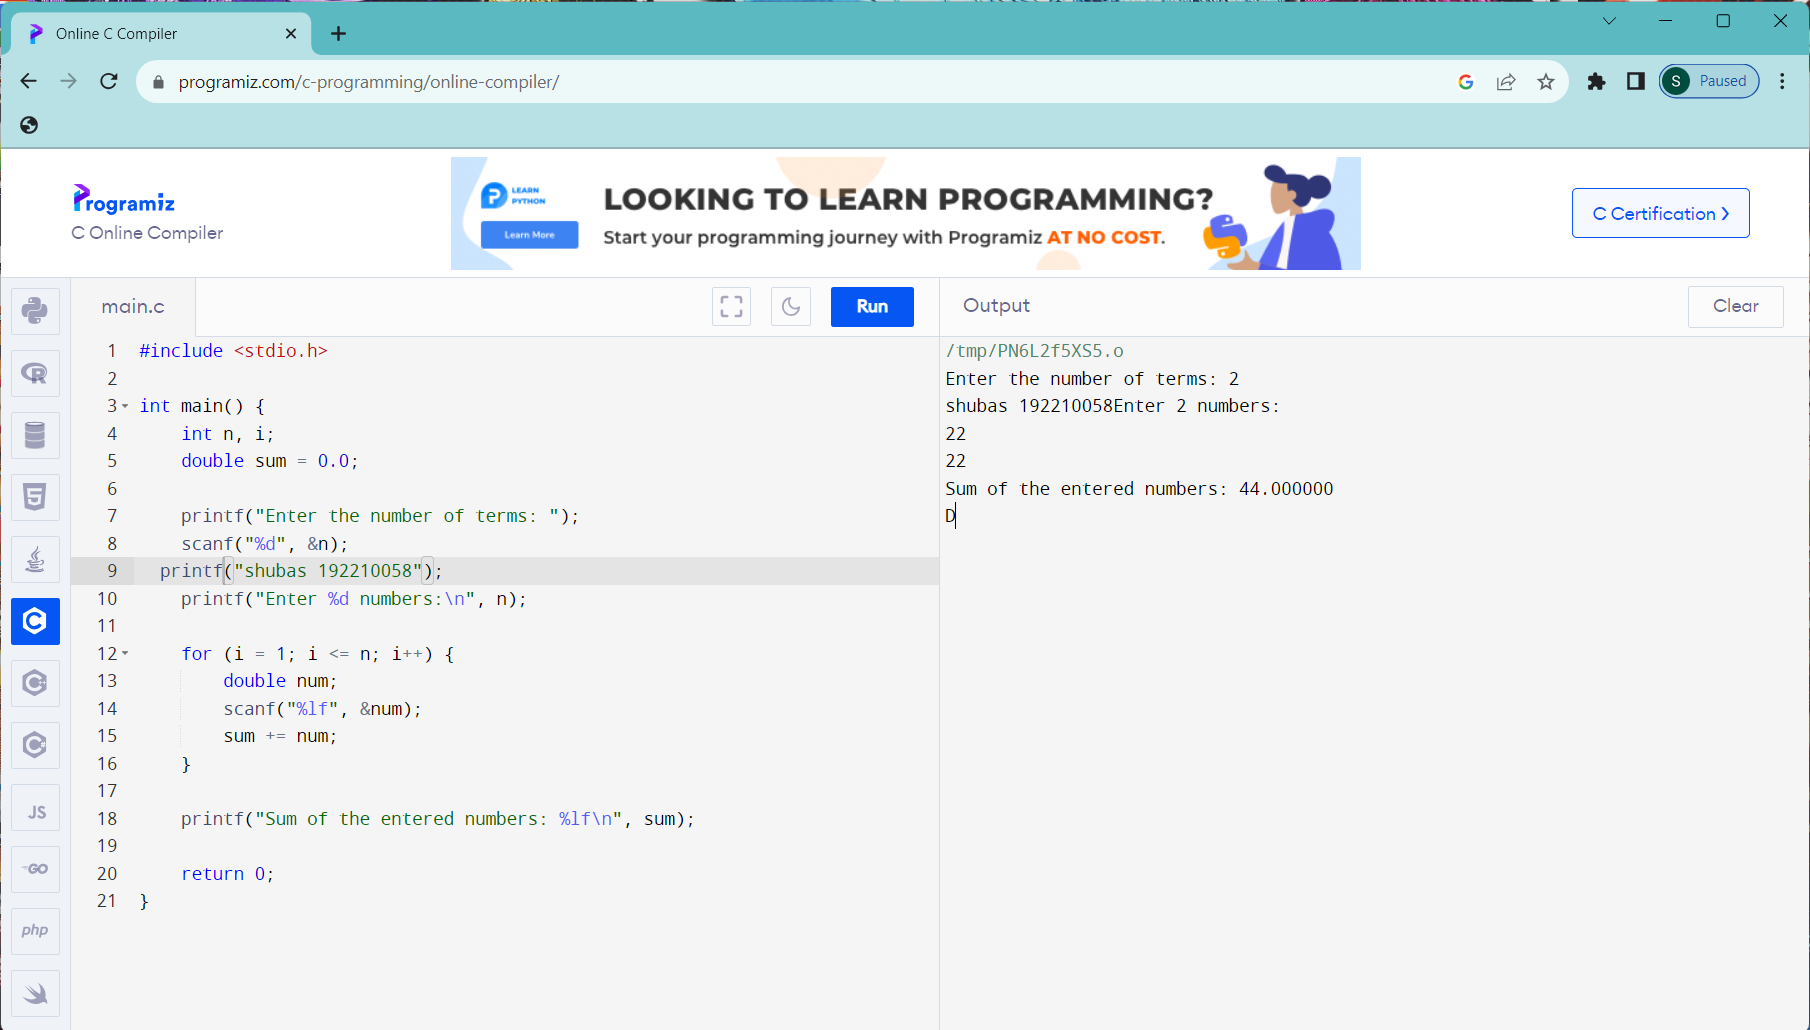 Online C Compiler
programiz.com/c-programming/online-compiler/
S Paused
Programiz
C Online Compiler
LEARN PYTHON
Learn More
LOOKING TO LEARN PROGRAMMING?
Start your programming journey with Programiz AT NO COST.
C Certification
main.c
Run
Output
Clear
1 #include <stdio.h>
2
3 int main() {
4     int n, i;
5     double sum = 0.0;
6
7     printf("Enter the number of terms: ");
8     scanf("%d", &n);
9   printf("shubas 192210058");
10     printf("Enter %d numbers:\n", n);
11
12     for (i = 1; i <= n; i++) {
13         double num;
14         scanf("%lf", &num);
15         sum += num;
16     }
17
18     printf("Sum of the entered numbers: %lf\n", sum);
19
20     return 0;
21 }
/tmp/PN6L2f5XS5.o
Enter the number of terms: 2
shubas 192210058Enter 2 numbers:
22
22
Sum of the entered numbers: 44.000000
D
R
5
C
JS
GO
php